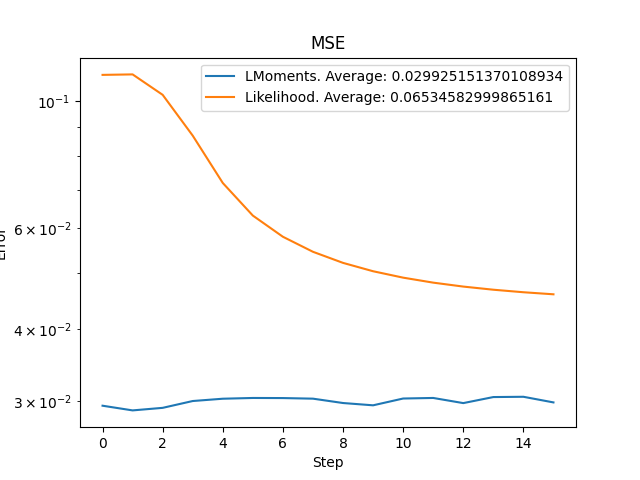 MSE
LMoments. Average: 0.029925151370108934
Likelihood. Average: 0.06534582999865161
10⁻¹
6 × 10⁻²
4 × 10⁻²
3 × 10⁻²
Error
0 2 4 6 8 10 12 14
Step